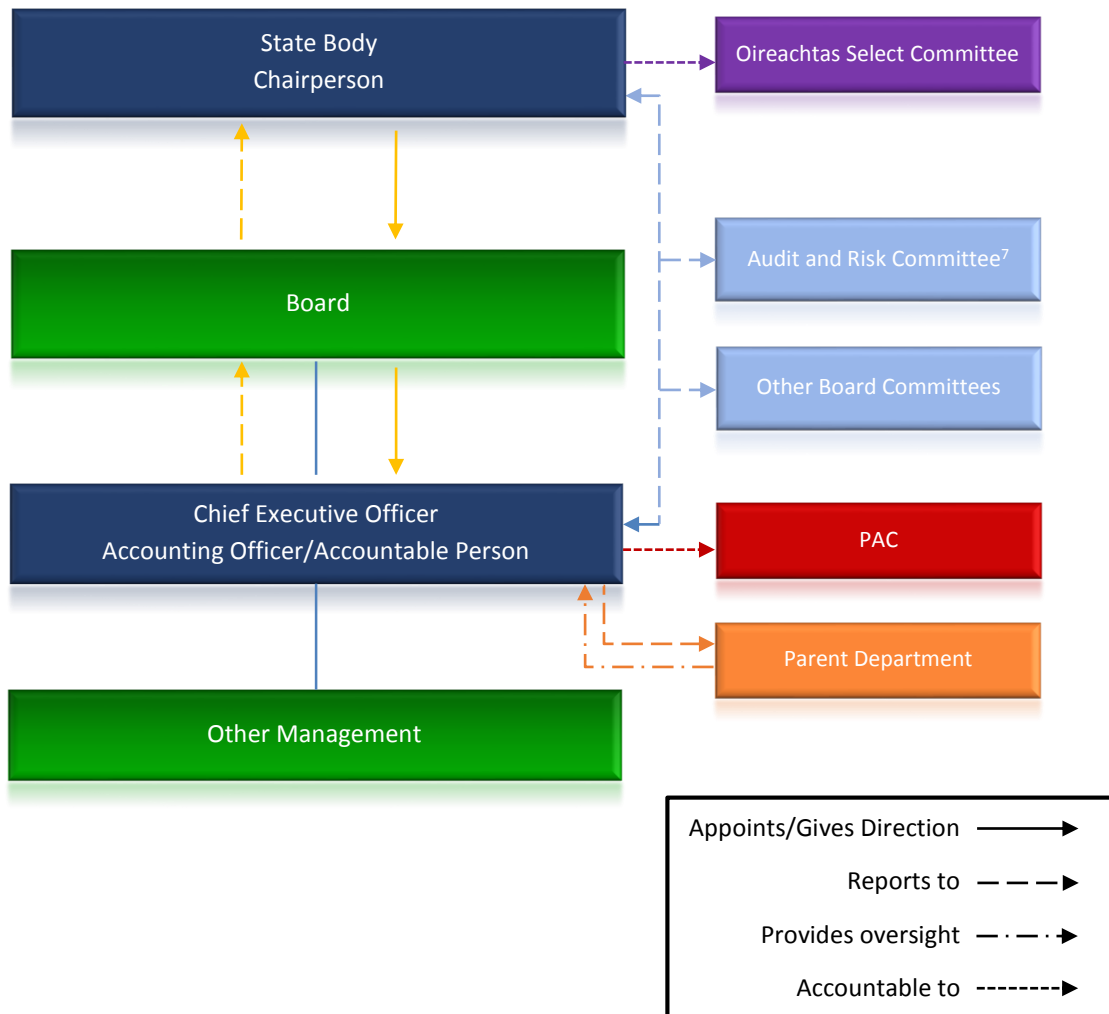 State Body
Chairperson
Oireachtas Select Committee
Audit and Risk Committee⁷
Board
Other Board Committees
Chief Executive Officer
Accounting Officer/Accountable Person
PAC
Parent Department
Other Management
Appoints/Gives Direction
Reports to
Provides oversight
Accountable to